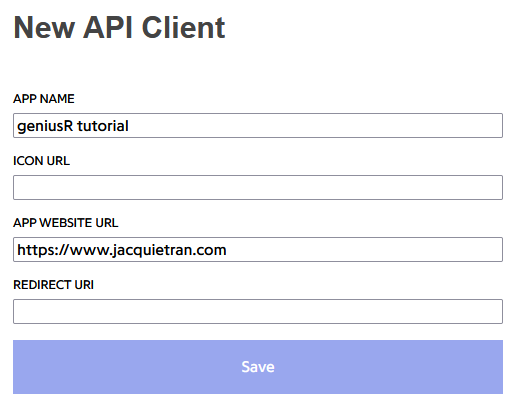 New API Client
APP NAME
geniusR tutorial
ICON URL
APP WEBSITE URL
https://www.jacquietran.com
REDIRECT URI
Save